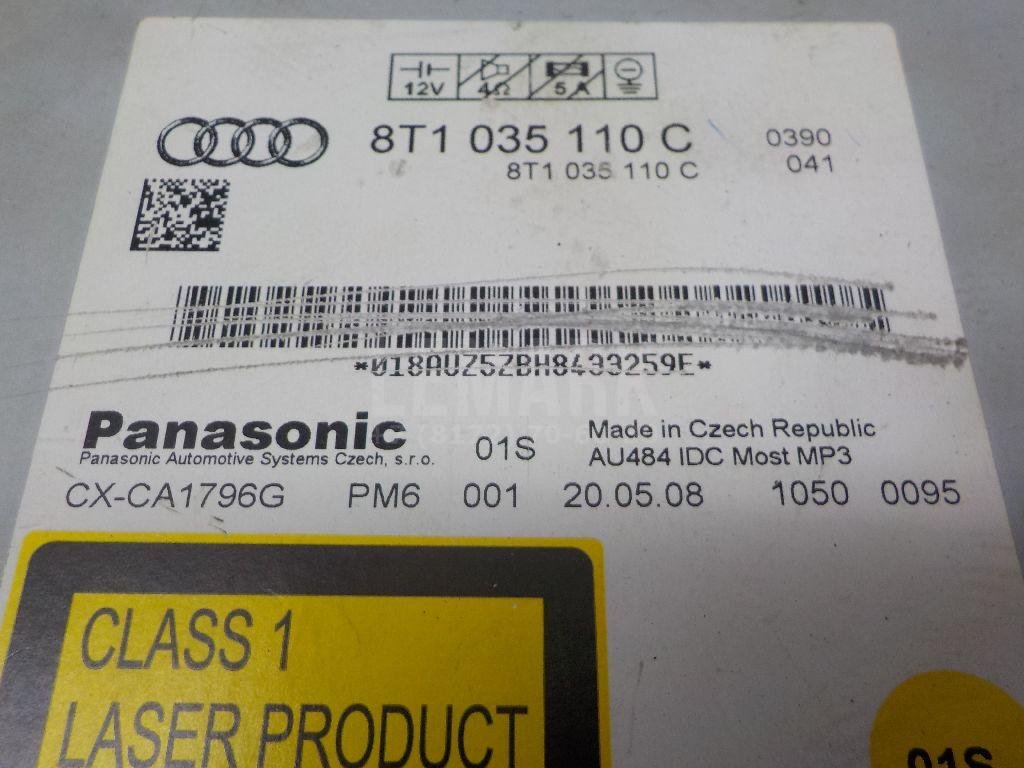 12V 4Ω 5A
8T1 035 110 C 0390
8T1 035 110 C 041
*018AUZ5ZBH8433259E*
LEMARK
Panasonic 01S Made in Czech Republic
Panasonic Automotive Systems Czech, s.r.o. AU484 IDC Most MP3
CX-CA1796G PM6 001 20.05.08 1050 0095
CLASS 1
LASER PRODUCT
01S